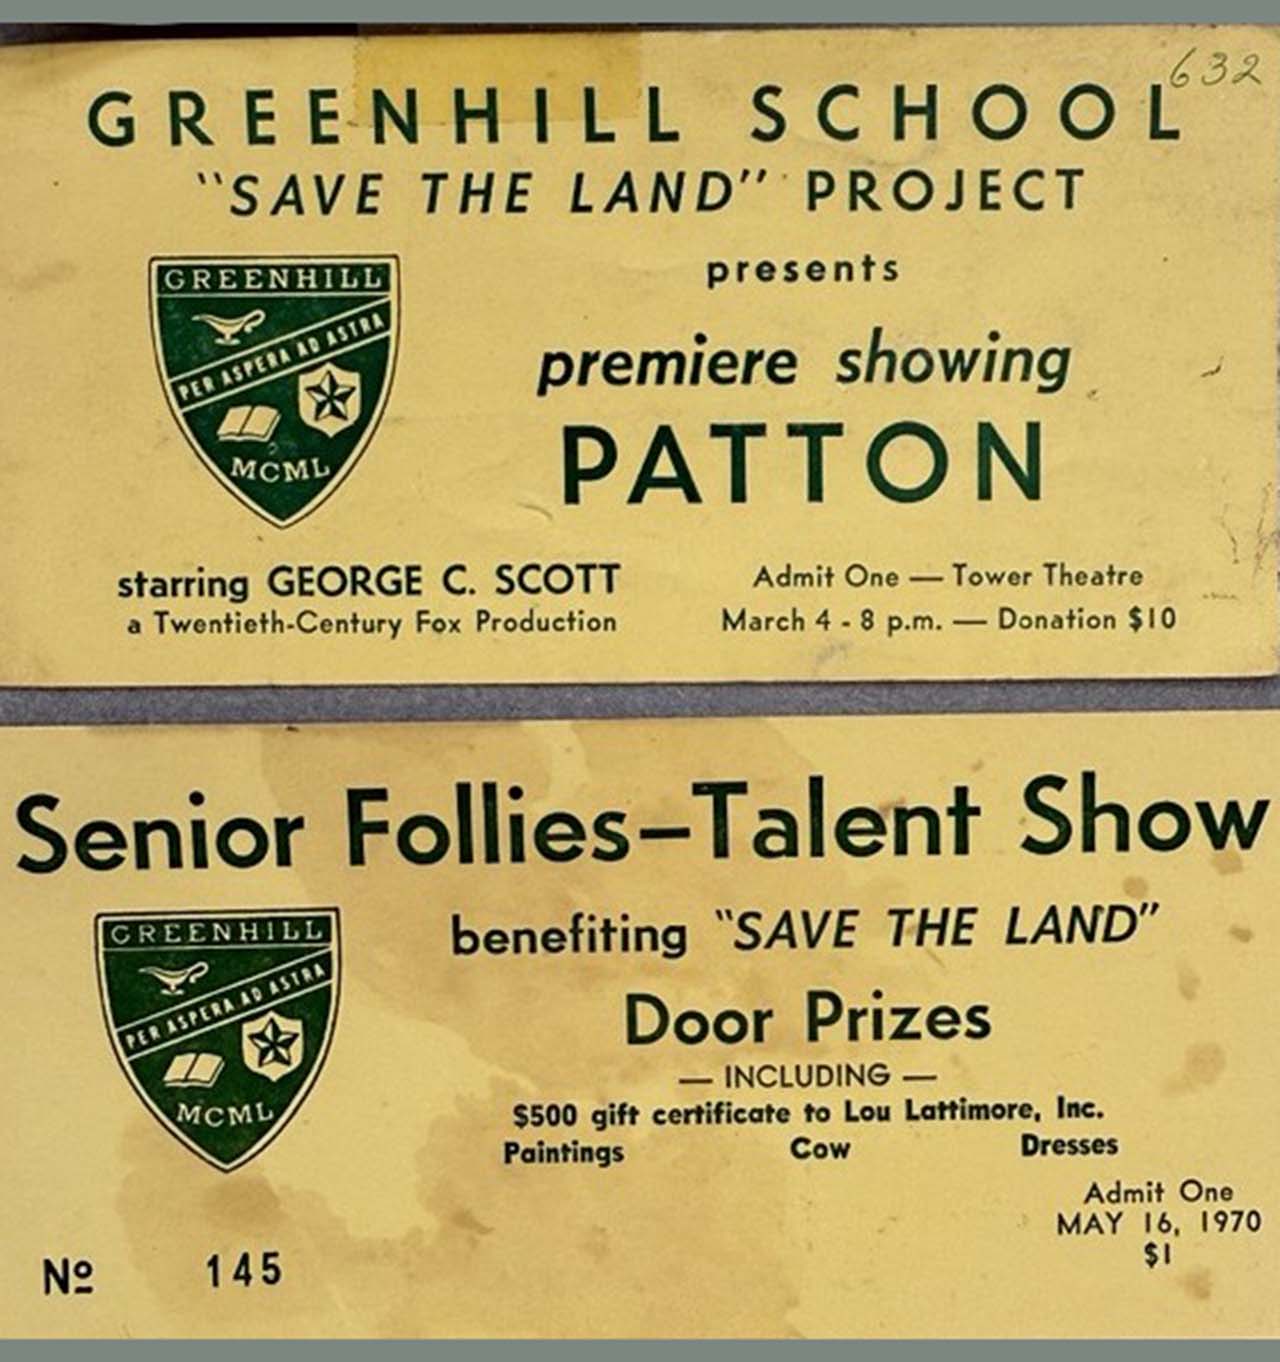 632
GREENHILL SCHOOL
"SAVE THE LAND" PROJECT
presents
premiere showing
PATTON
GREENHILL
PER ASPERA AD ASTRA
MCML
starring GEORGE C. SCOTT
a Twentieth-Century Fox Production
Admit One — Tower Theatre
March 4 - 8 p.m. — Donation $10
Senior Follies–Talent Show
GREENHILL
PER ASPERA AD ASTRA
MCML
benefiting "SAVE THE LAND"
Door Prizes
— INCLUDING —
$500 gift certificate to Lou Lattimore, Inc.
Paintings Cow Dresses
Admit One
MAY 16, 1970
$1
Nº 145